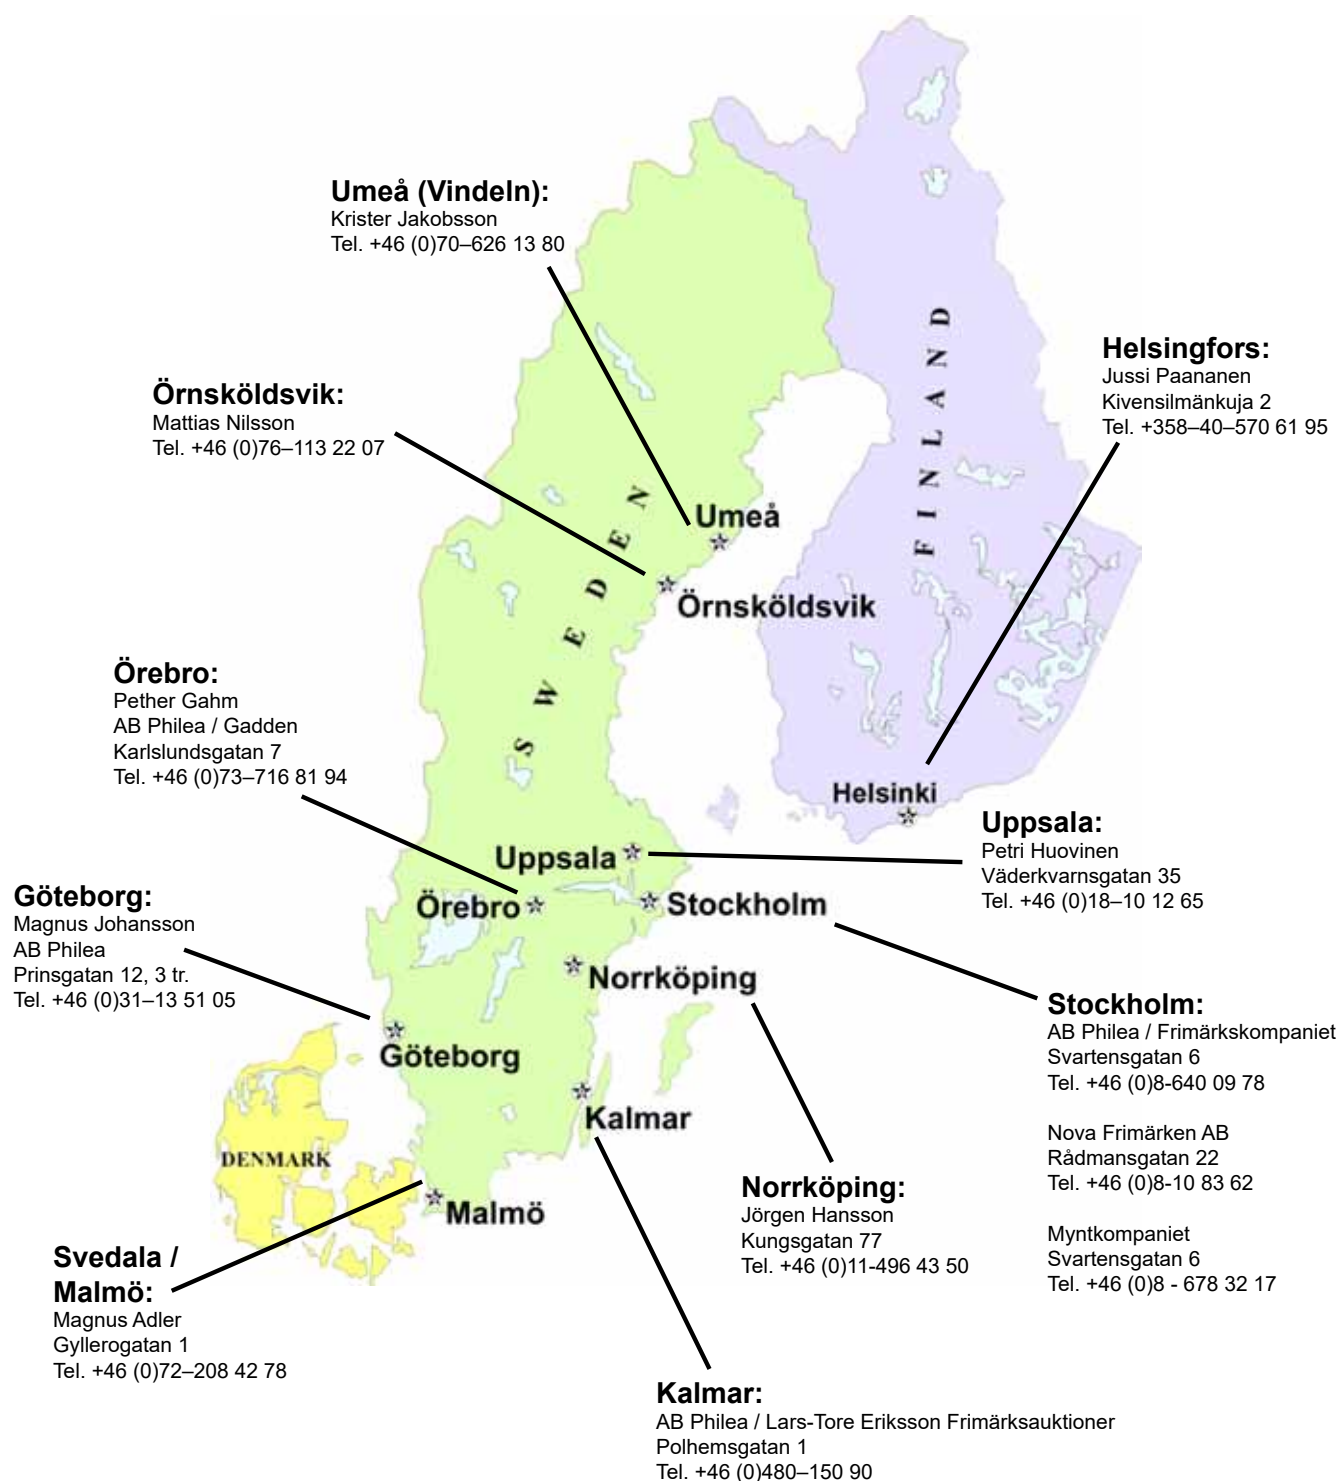 Umeå (Vindeln):
Krister Jakobsson
Tel. +46 (0)70–626 13 80
Helsingfors:
Jussi Paananen
Kivensilmänkuja 2
Tel. +358–40–570 61 95
Örnsköldsvik:
Mattias Nilsson
Tel. +46 (0)76–113 22 07
FINLAND
SWEDEN
Umeå
Örnsköldsvik
Örebro:
Pether Gahm
AB Philea / Gadden
Karlslundsgatan 7
Tel. +46 (0)73–716 81 94
Helsinki
Uppsala:
Petri Huovinen
Väderkvarnsgatan 35
Tel. +46 (0)18–10 12 65
Uppsala
Örebro
Stockholm
Göteborg:
Magnus Johansson
AB Philea
Prinsgatan 12, 3 tr.
Tel. +46 (0)31–13 51 05
Norrköping
Stockholm:
AB Philea / Frimärkskompaniet
Svartensgatan 6
Tel. +46 (0)8-640 09 78
Nova Frimärken AB
Rådmansgatan 22
Tel. +46 (0)8-10 83 62
Myntkompaniet
Svartensgatan 6
Tel. +46 (0)8 - 678 32 17
Göteborg
Kalmar
DENMARK
Malmö
Norrköping:
Jörgen Hansson
Kungsgatan 77
Tel. +46 (0)11-496 43 50
Svedala /
Malmö:
Magnus Adler
Gyllerogatan 1
Tel. +46 (0)72–208 42 78
Kalmar:
AB Philea / Lars-Tore Eriksson Frimärksauktioner
Polhemsgatan 1
Tel. +46 (0)480–150 90